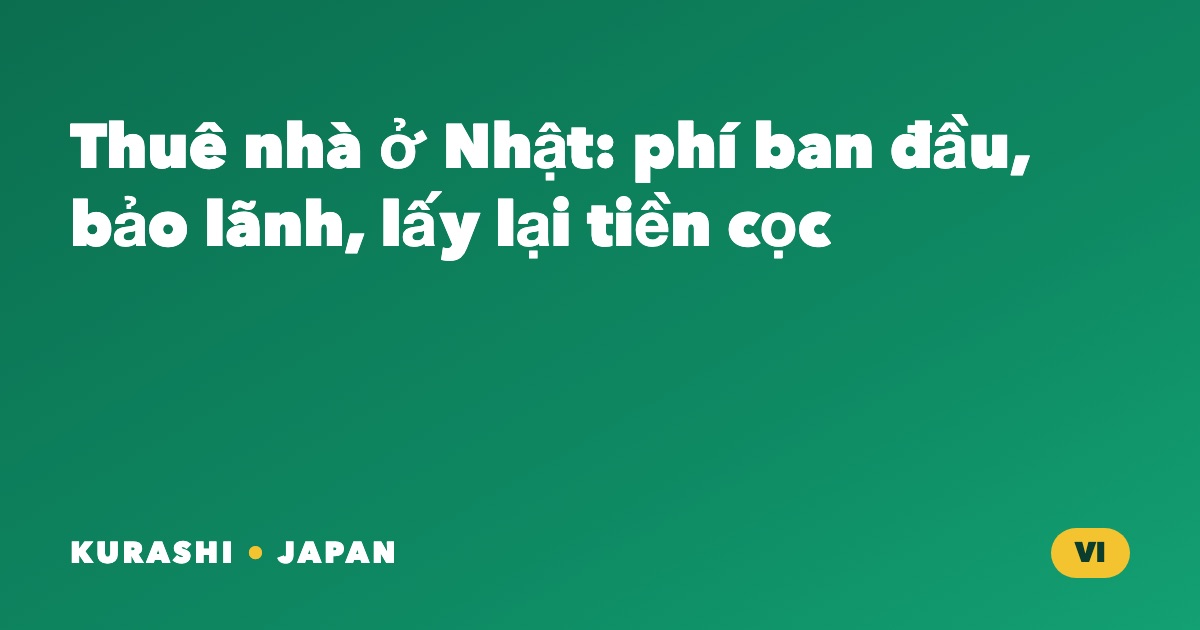 Thuê nhà ở Nhật: phí ban đầu,
bảo lãnh, lấy lại tiền cọc
KURASHI • JAPAN
VI